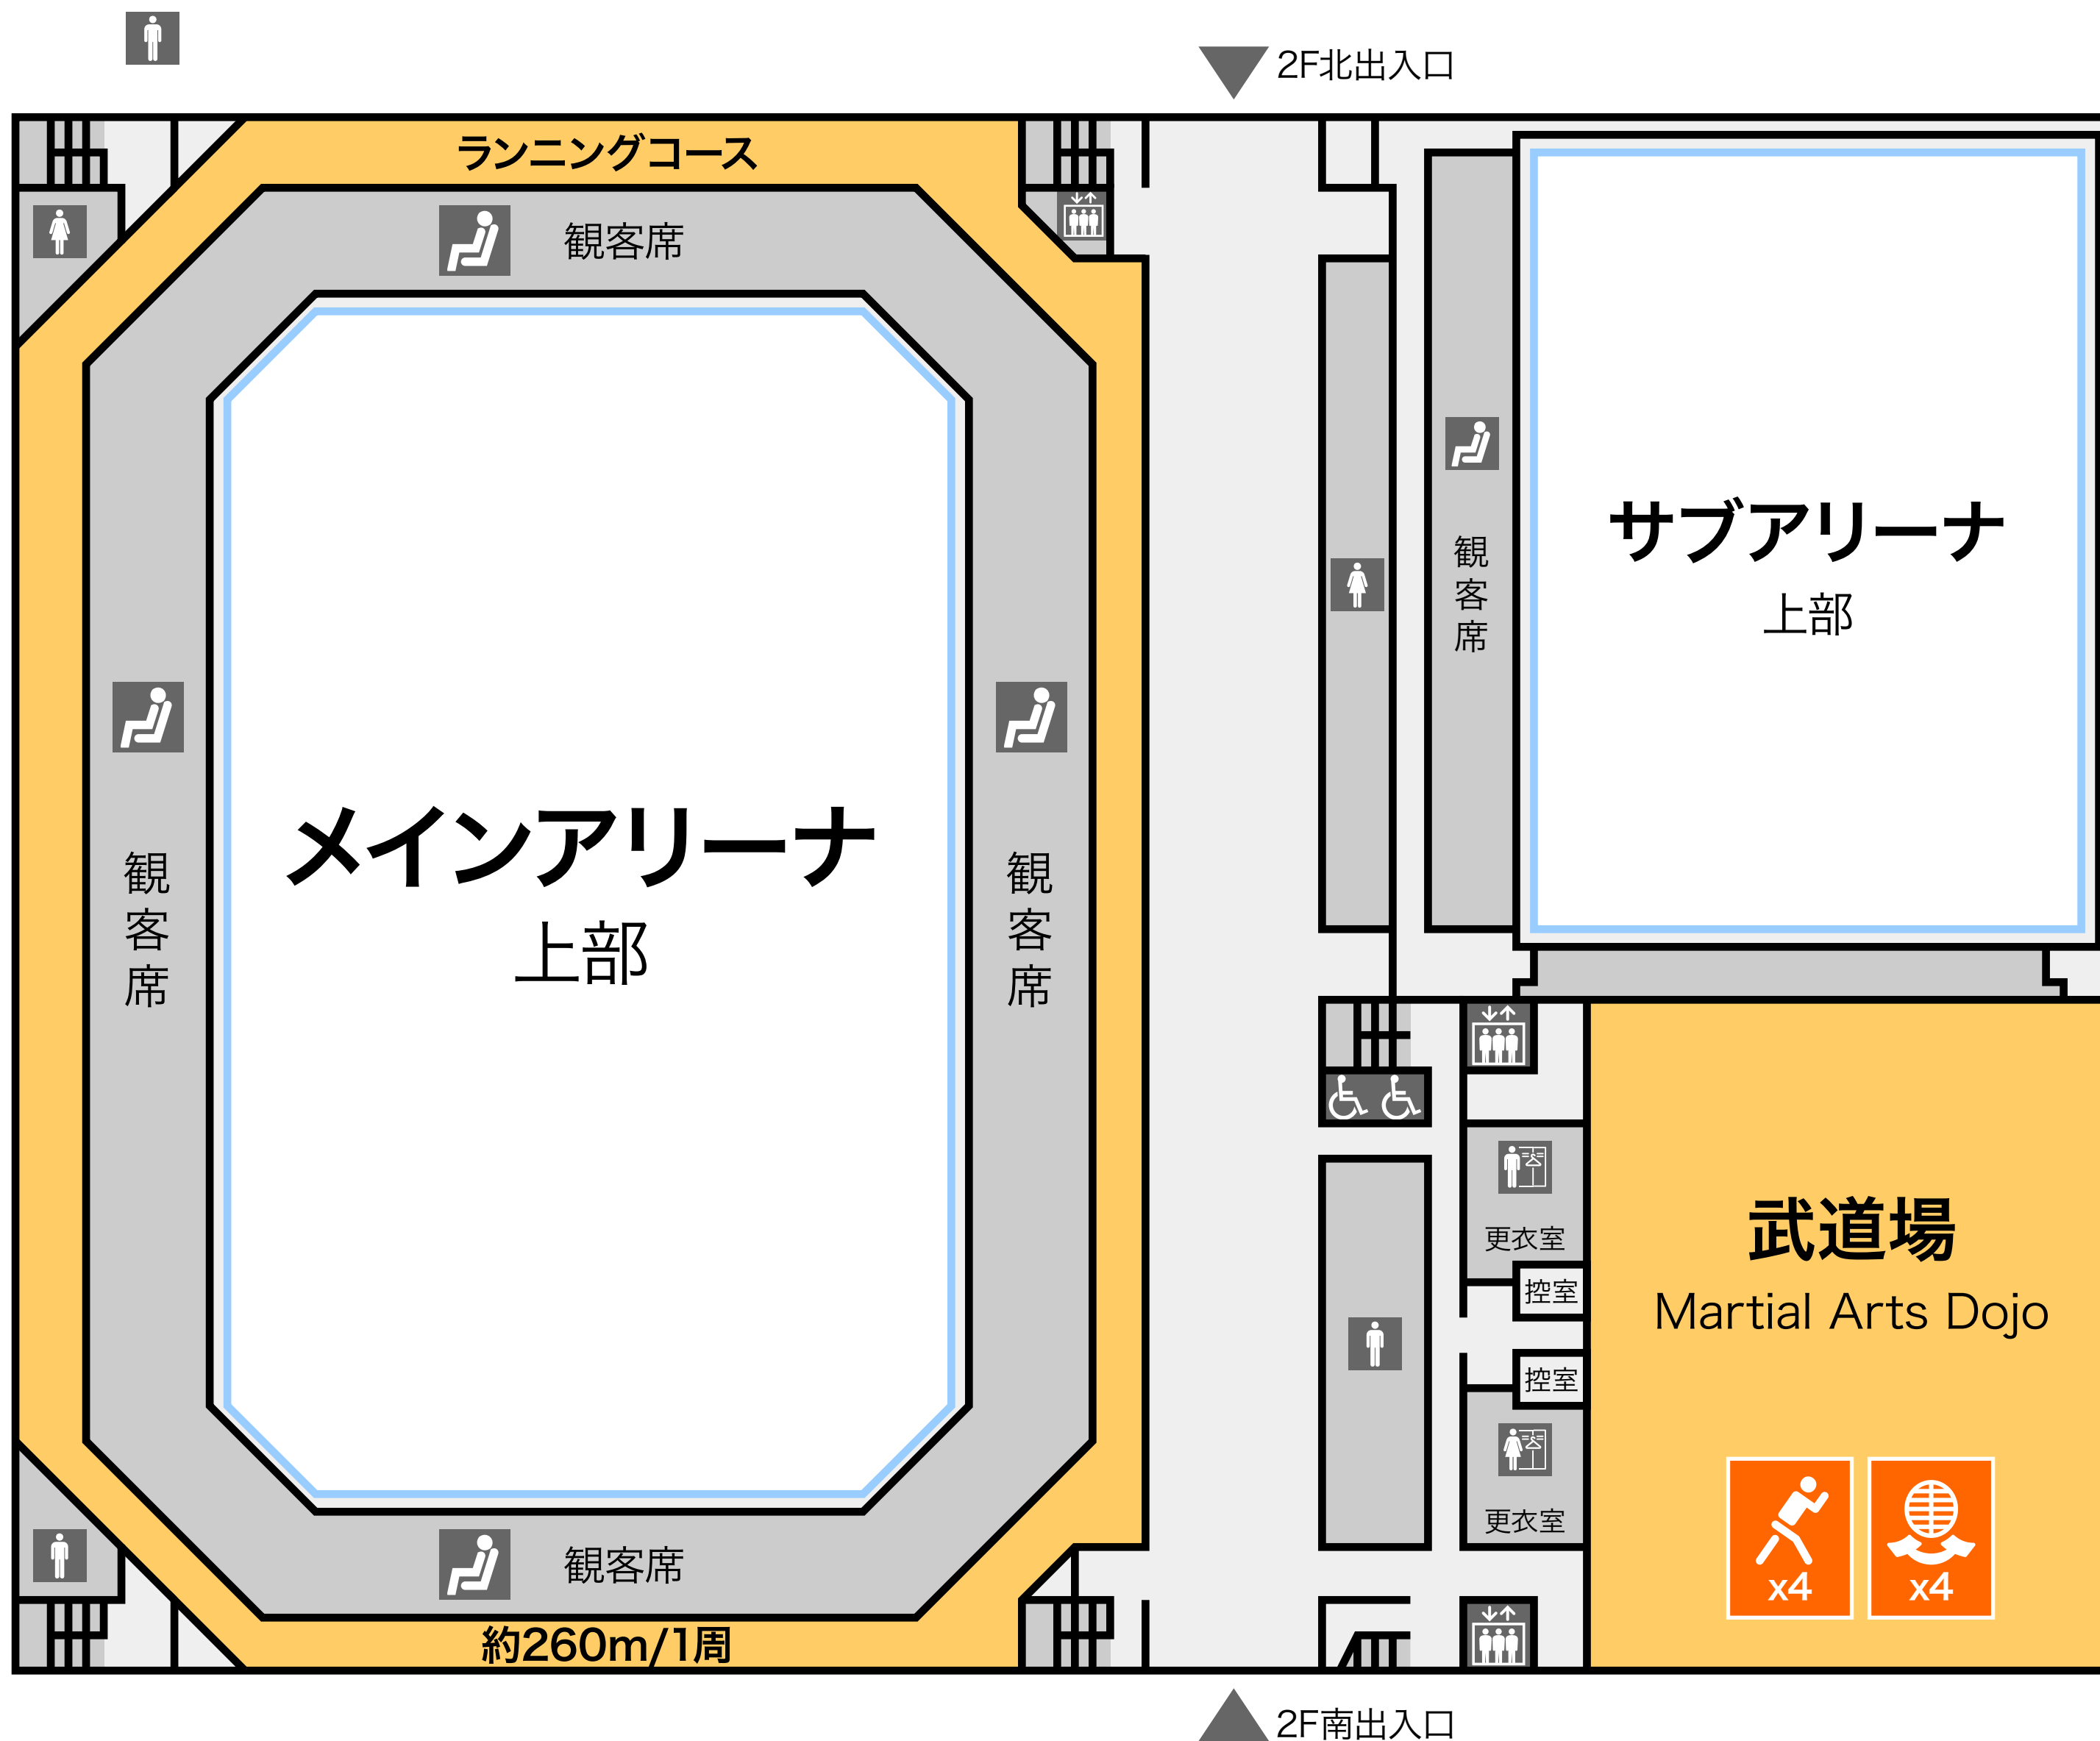 2F北出入口
ランニングコース
観客席
サブアリーナ
上部
観客席
観客席
メインアリーナ
上部
観客席
武道場
Martial Arts Dojo
更衣室
控室
控室
更衣室
観客席
x4
x4
約260m/1周
2F南出入口